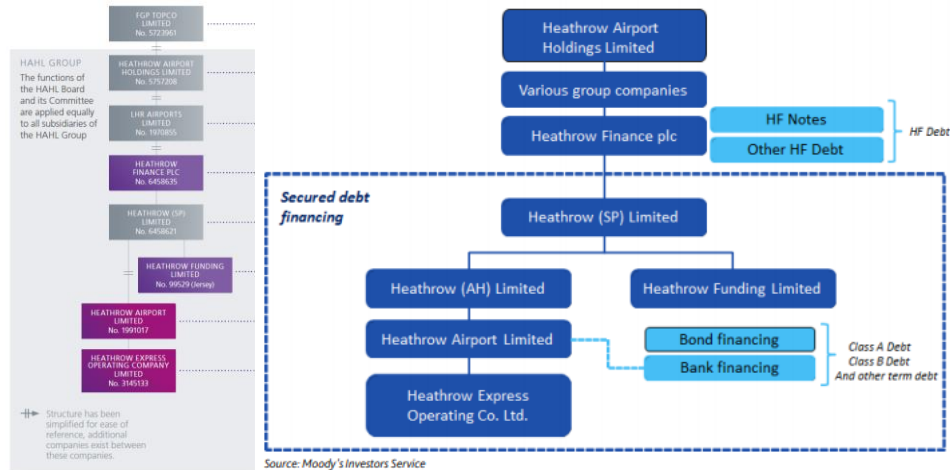 FGP TOPCO
LIMITED
No. 5723961
HAHL GROUP
The functions of
the HAHL Board
and its Committee
are applied equally
to all subsidiaries of
the HAHL Group
HEATHROW AIRPORT
HOLDINGS LIMITED
No. 5757208
LHR AIRPORTS
LIMITED
No. 1970855
HEATHROW
FINANCE PLC
No. 6458635
HEATHROW (SP)
LIMITED
No. 6458621
HEATHROW FUNDING
LIMITED
No. 99529 (Jersey)
HEATHROW AIRPORT
LIMITED
No. 1991017
HEATHROW EXPRESS
OPERATING COMPANY
LIMITED
No. 3145133
Structure has been
simplified for ease of
reference, additional
companies exist between
these companies.
Heathrow Airport
Holdings Limited
Various group companies
Heathrow Finance plc
HF Notes
Other HF Debt
HF Debt
Secured debt
financing
Heathrow (SP) Limited
Heathrow (AH) Limited
Heathrow Funding Limited
Heathrow Airport Limited
Bond financing
Bank financing
Class A Debt
Class B Debt
And other term debt
Heathrow Express
Operating Co. Ltd.
Source: Moody's Investors Service